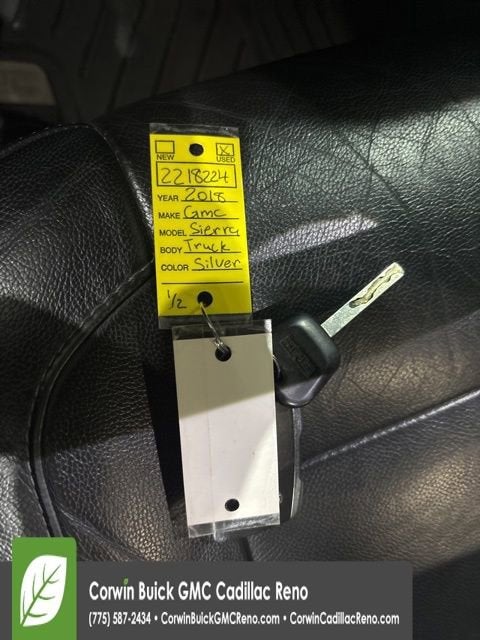 NEW USED
2218224
YEAR 2018
MAKE Gmc
MODEL Sierra
BODY Truck
COLOR Silver
1/2
Corwin Buick GMC Cadillac Reno
(775) 587-2434 • CorwinBuickGMCReno.com • CorwinCadillacReno.com